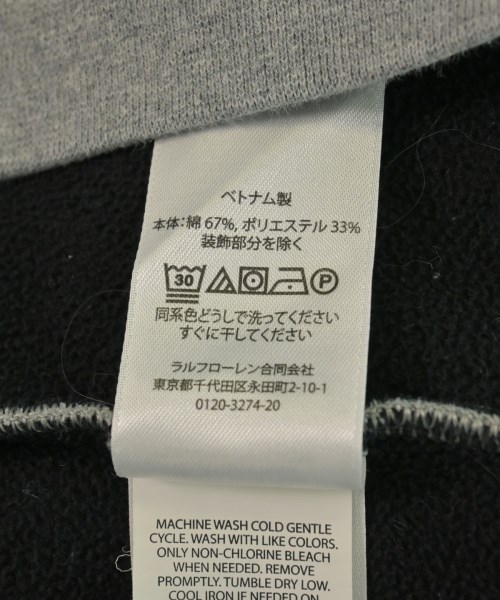 ベトナム製
本体: 綿 67%, ポリエステル 33%
装飾部分を除く
30 P
同系色どうしで洗ってください
すぐに干してください
ラルフローレン合同会社
東京都千代田区永田町2-10-1
0120-3274-20
MACHINE WASH COLD GENTLE
CYCLE. WASH WITH LIKE COLORS.
ONLY NON-CHLORINE BLEACH
WHEN NEEDED. REMOVE
PROMPTLY. TUMBLE DRY LOW.
COOL IRON IF NEEDED ON